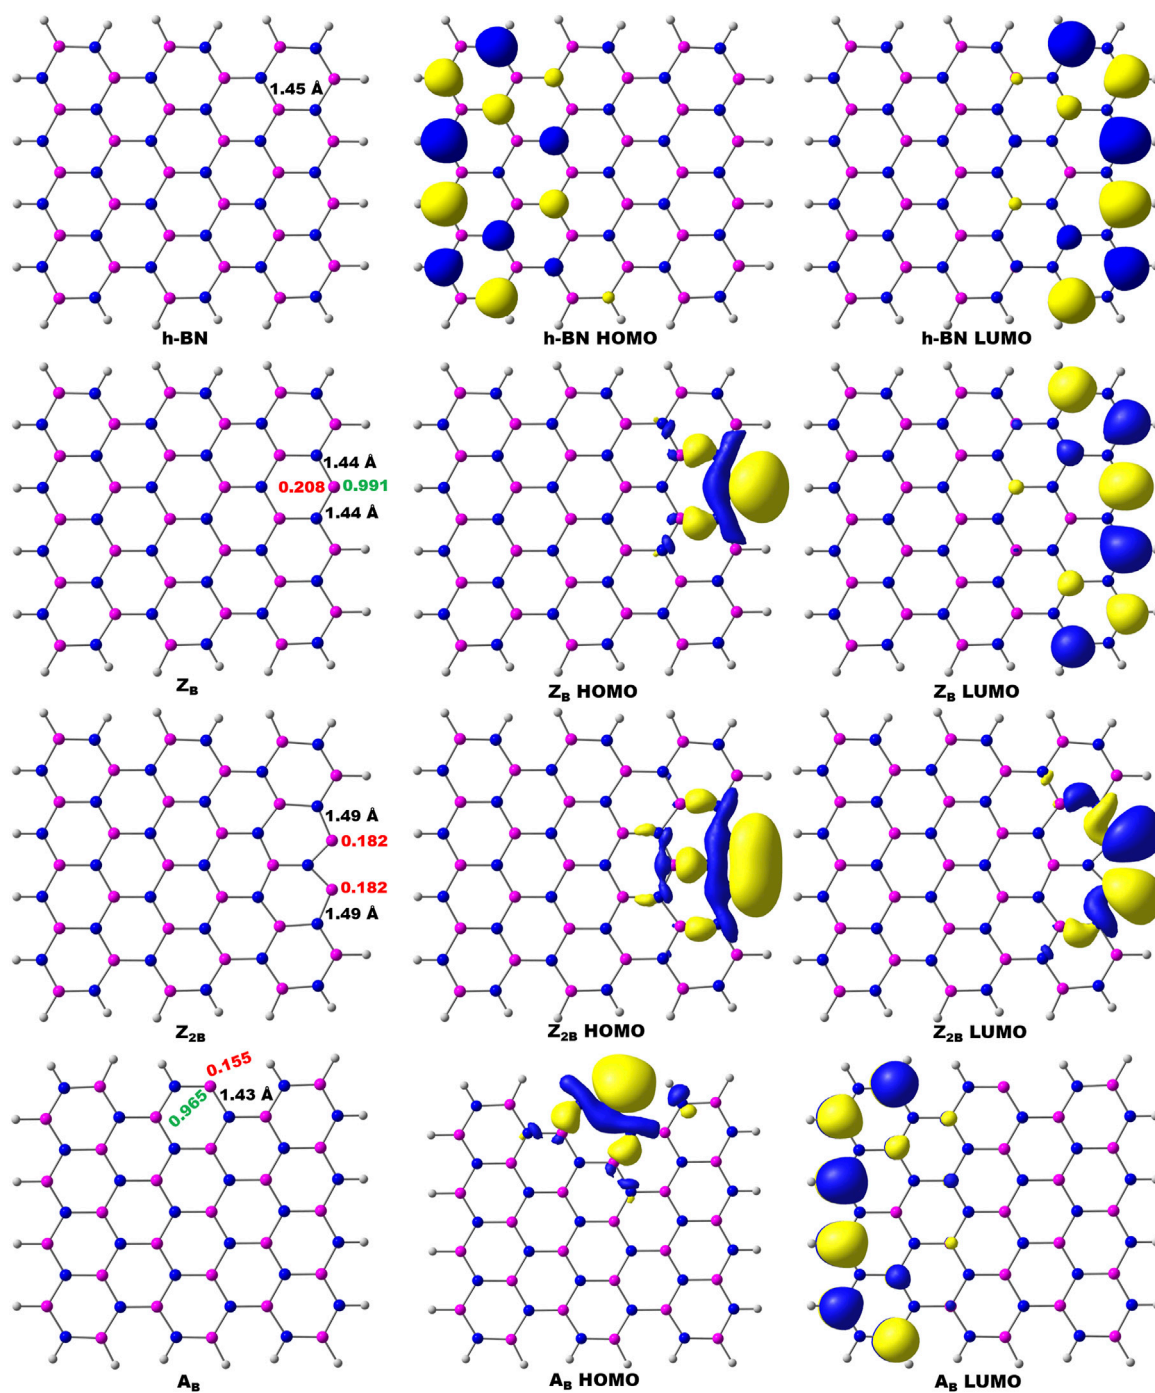 1.45 Å
h-BN
h-BN HOMO
h-BN LUMO
1.44 Å
0.208 0.991
1.44 Å
Z_B
Z_B HOMO
Z_B LUMO
1.49 Å
0.182
0.182
1.49 Å
Z_2B
Z_2B HOMO
Z_2B LUMO
0.155
1.43 Å
0.965
A_B
A_B HOMO
A_B LUMO